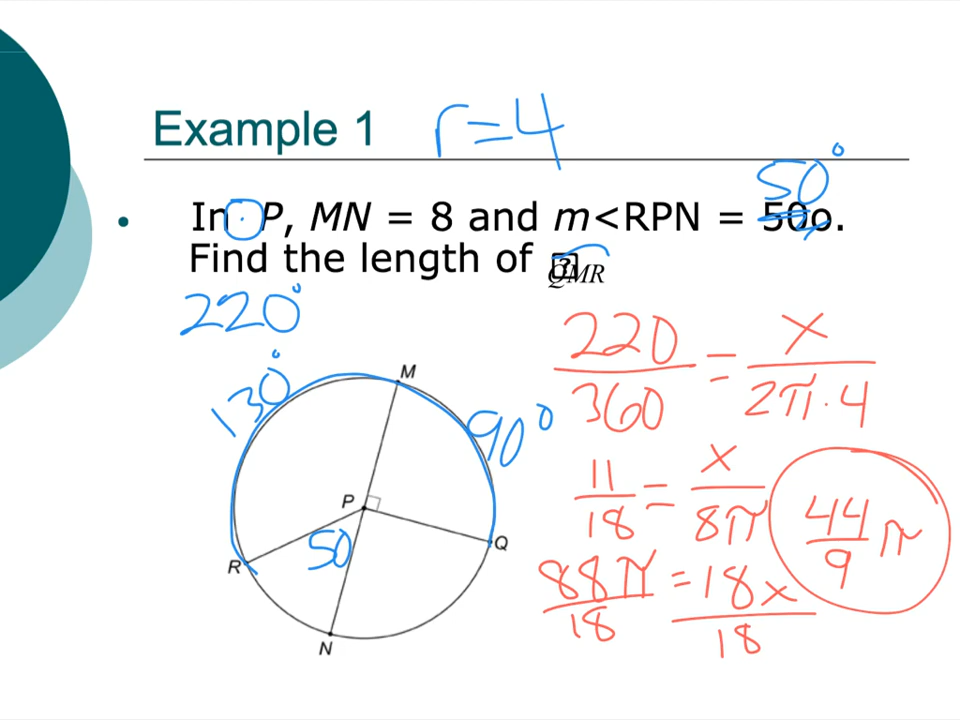 Example 1 r=4
50°
In ⊙ P, MN = 8 and m<RPN = 50o.
Find the length of QMR
220°
130°
M
90°
P
50
Q
R
N
220/360 = x/2π·4
11/18 = x/8π
88π/18 = 18x/18
44/9 π